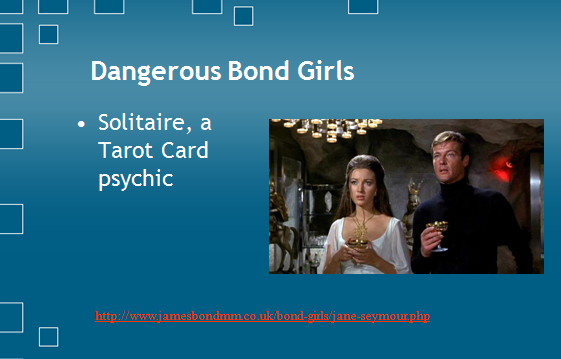 Dangerous Bond Girls
• Solitaire, a
Tarot Card
psychic
http://www.jamesbondmm.co.uk/bond-girls/jane-seymour.php